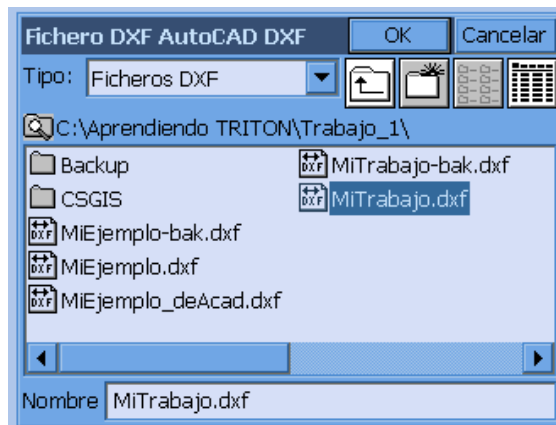 Fichero DXF AutoCAD DXF OK Cancelar
Tipo: Ficheros DXF
C:\Aprendiendo TRITON\Trabajo_1\
Backup
CSGIS
MiEjemplo-bak.dxf
MiEjemplo.dxf
MiEjemplo_deAcad.dxf
MiTrabajo-bak.dxf
MiTrabajo.dxf
Nombre MiTrabajo.dxf